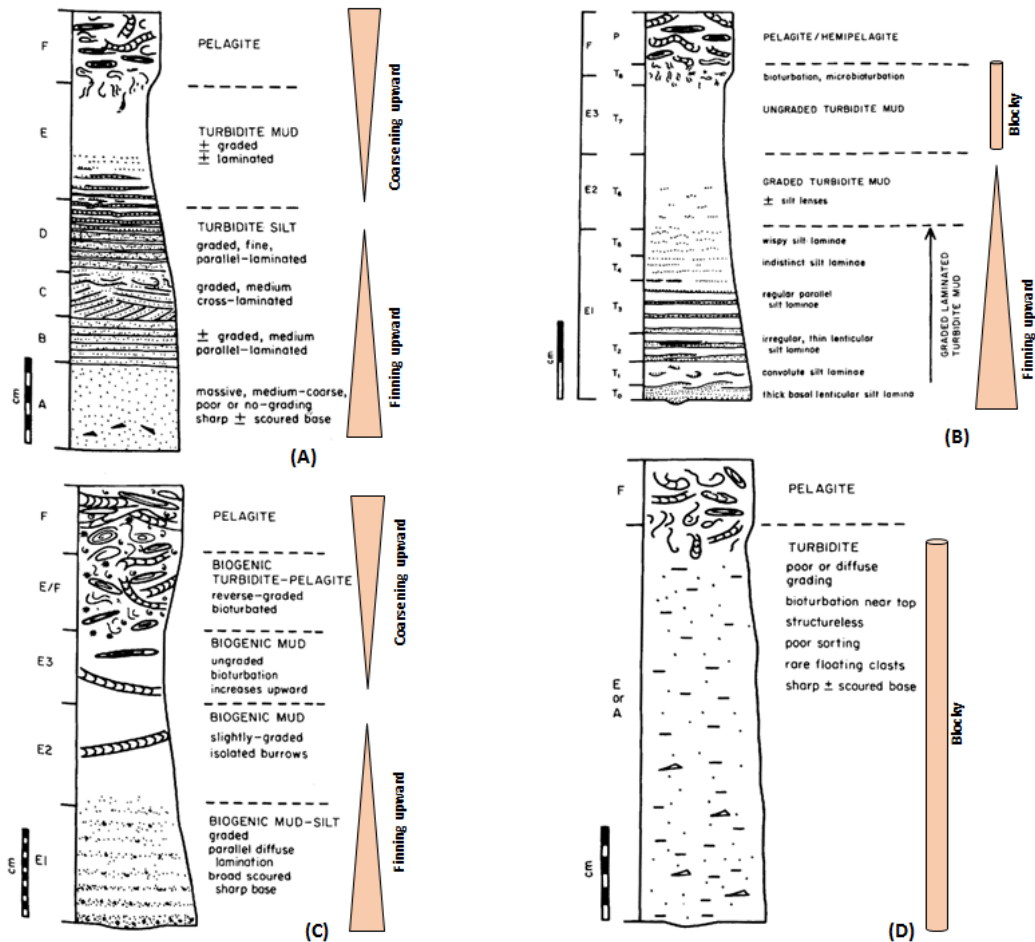 F
PELAGITE
E
TURBIDITE MUD
± graded
± laminated
D
TURBIDITE SILT
graded, fine,
parallel-laminated
C
graded, medium
cross-laminated
B
± graded, medium
parallel-laminated
A
massive, medium-coarse,
poor or no-grading
sharp ± scoured base
cm
Coarsening upward
Finning upward
(A)
F
P
PELAGITE/HEMIPELAGITE
T8
bioturbation, microbioturbation
E3
T7
UNGRADED TURBIDITE MUD
E2
T6
GRADED TURBIDITE MUD
± silt lenses
E1
T5
wispy silt laminae
T4
indistinct silt laminae
T3
regular parallel
silt laminae
T2
irregular, thin lenticular
silt laminae
T1
convolute silt laminae
T0
thick basal lenticular silt lamina
GRADED LAMINATED
TURBIDITE MUD
cm
Blocky
Finning upward
(B)
F
PELAGITE
E/F
BIOGENIC
TURBIDITE-PELAGITE
reverse-graded
bioturbated
E3
BIOGENIC MUD
ungraded
bioturbation
increases upward
E2
BIOGENIC MUD
slightly-graded
isolated burrows
E1
BIOGENIC MUD-SILT
graded
parallel diffuse
lamination
broad scoured
sharp base
cm
Coarsening upward
Finning upward
(C)
F
PELAGITE
E
or
A
TURBIDITE
poor or diffuse
grading
bioturbation near top
structureless
poor sorting
rare floating clasts
sharp ± scoured base
cm
Blocky
(D)